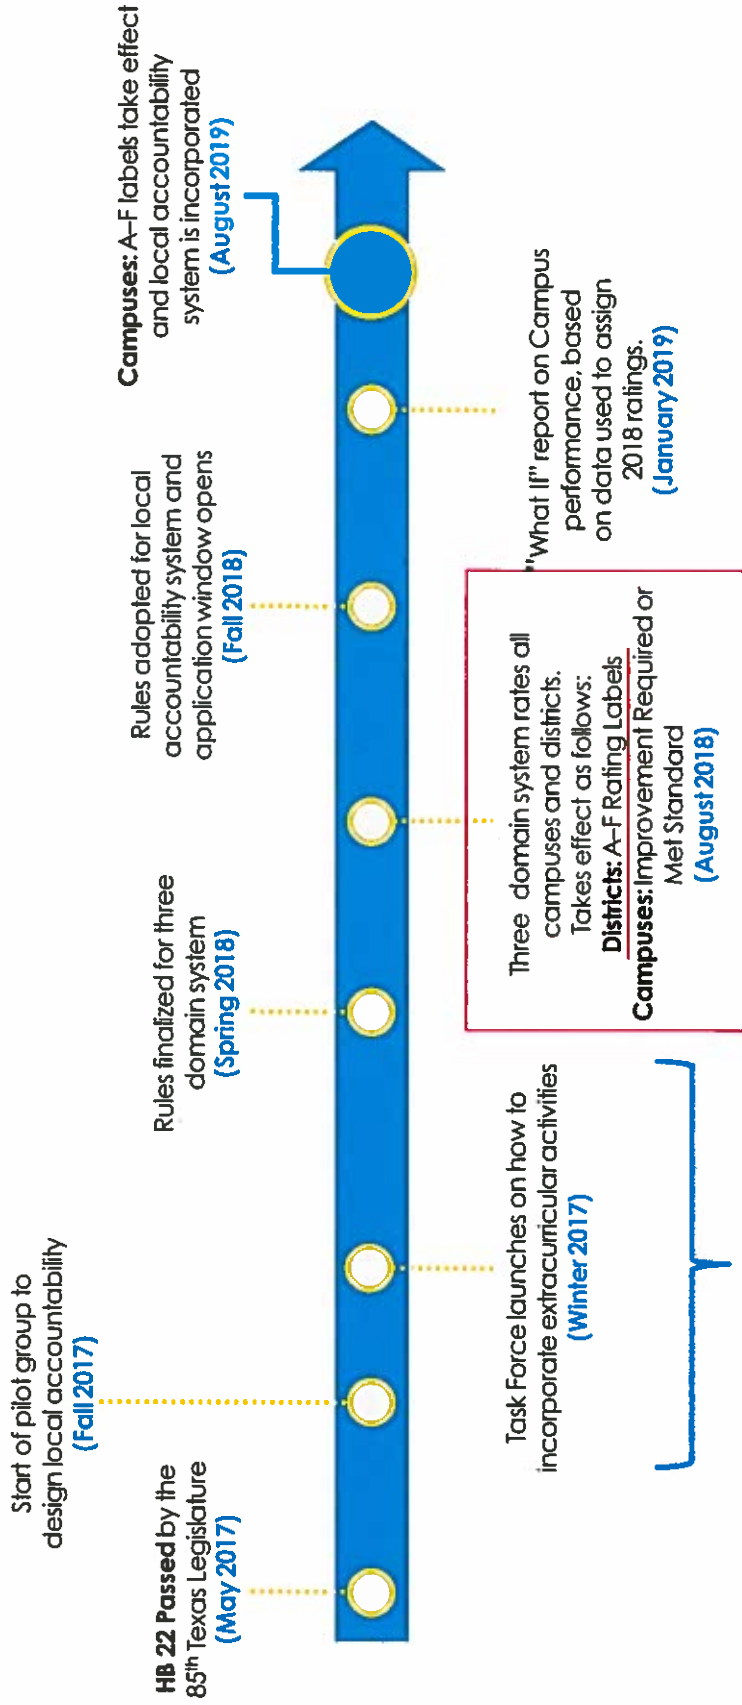 HB 22 Passed by the
85th Texas Legislature
(May 2017)
Start of pilot group to
design local accountability
(Fall 2017)
Task Force launches on how to
incorporate extracurricular activities
(Winter 2017)
Rules finalized for three
domain system
(Spring 2018)
Three domain system rates all
campuses and districts.
Takes effect as follows:
Districts: A–F Rating Labels
Campuses: Improvement Required or
Met Standard
(August 2018)
Rules adopted for local
accountability system and
application window opens
(Fall 2018)
"What If" report on Campus
performance, based
on data used to assign
2018 ratings.
(January 2019)
Campuses: A–F labels take effect
and local accountability
system is incorporated
(August 2019)